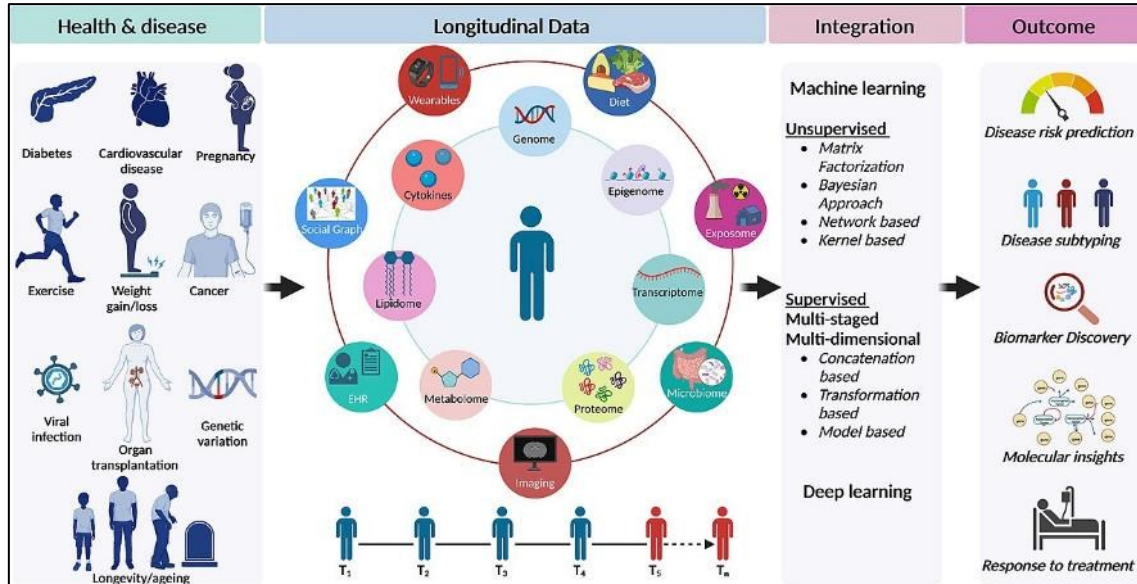 Health & disease
Longitudinal Data
Integration
Outcome
Diabetes
Cardiovascular
disease
Pregnancy
Exercise
Weight
gain/loss
Cancer
Viral
infection
Organ
transplantation
Genetic
variation
Longevity/ageing
Wearables
Diet
Genome
Cytokines
Epigenome
Social Graph
Exposome
Lipidome
Transcriptome
EHR
Metabolome
Proteome
Microbiome
Imaging
T1
T2
T3
T4
T5
Tn
Machine learning
Unsupervised
• Matrix
Factorization
• Bayesian
Approach
• Network based
• Kernel based
Supervised
Multi-staged
Multi-dimensional
• Concatenation
based
• Transformation
based
• Model based
Deep learning
Disease risk prediction
Disease subtyping
Biomarker Discovery
Molecular insights
Response to treatment